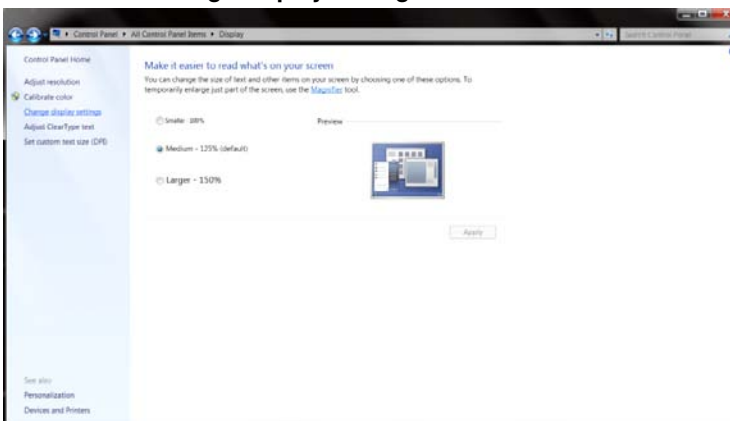 Control Panel ▸ All Control Panel Items ▸ Display
Search Control Panel
Control Panel Home
Adjust resolution
Calibrate color
Change display settings
Adjust ClearType text
Set custom text size (DPI)
See also
Personalization
Devices and Printers
Make it easier to read what's on your screen
You can change the size of text and other items on your screen by choosing one of these options. To
temporarily enlarge just part of the screen, use the Magnifier tool.
Smaller - 100%
Preview
Medium - 125% (default)
Larger - 150%
Apply